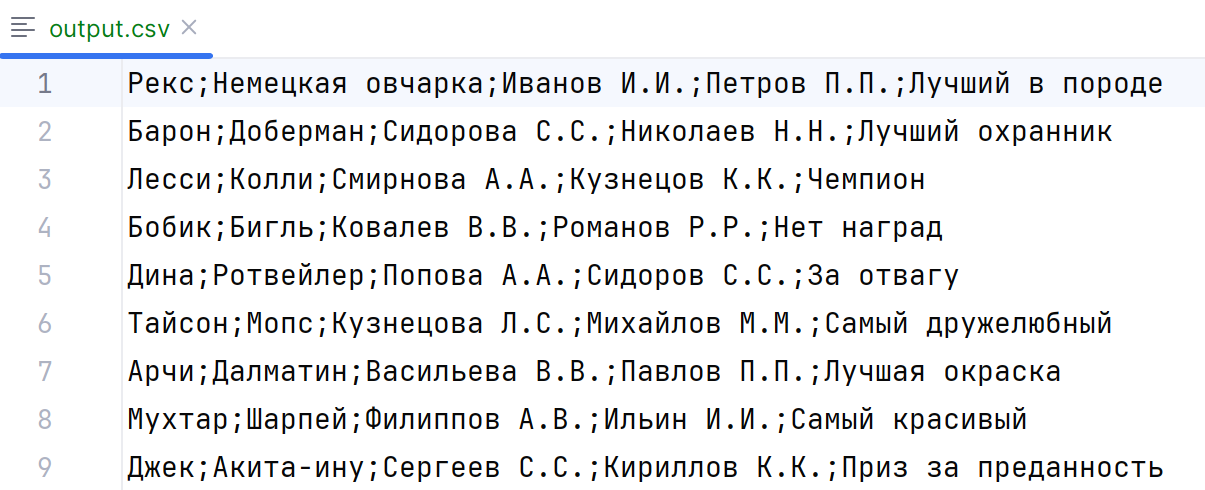 output.csv
1 Рекс;Немецкая овчарка;Иванов И.И.;Петров П.П.;Лучший в породе
2 Барон;Доберман;Сидорова С.С.;Николаев Н.Н.;Лучший охранник
3 Лесси;Колли;Смирнова А.А.;Кузнецов К.К.;Чемпион
4 Бобик;Бигль;Ковалев В.В.;Романов Р.Р.;Нет наград
5 Дина;Ротвейлер;Попова А.А.;Сидоров С.С.;За отвагу
6 Тайсон;Мопс;Кузнецова Л.С.;Михайлов М.М.;Самый дружелюбный
7 Арчи;Далматин;Васильева В.В.;Павлов П.П.;Лучшая окраска
8 Мухтар;Шарпей;Филиппов А.В.;Ильин И.И.;Самый красивый
9 Джек;Акита-ину;Сергеев С.С.;Кириллов К.К.;Приз за преданность